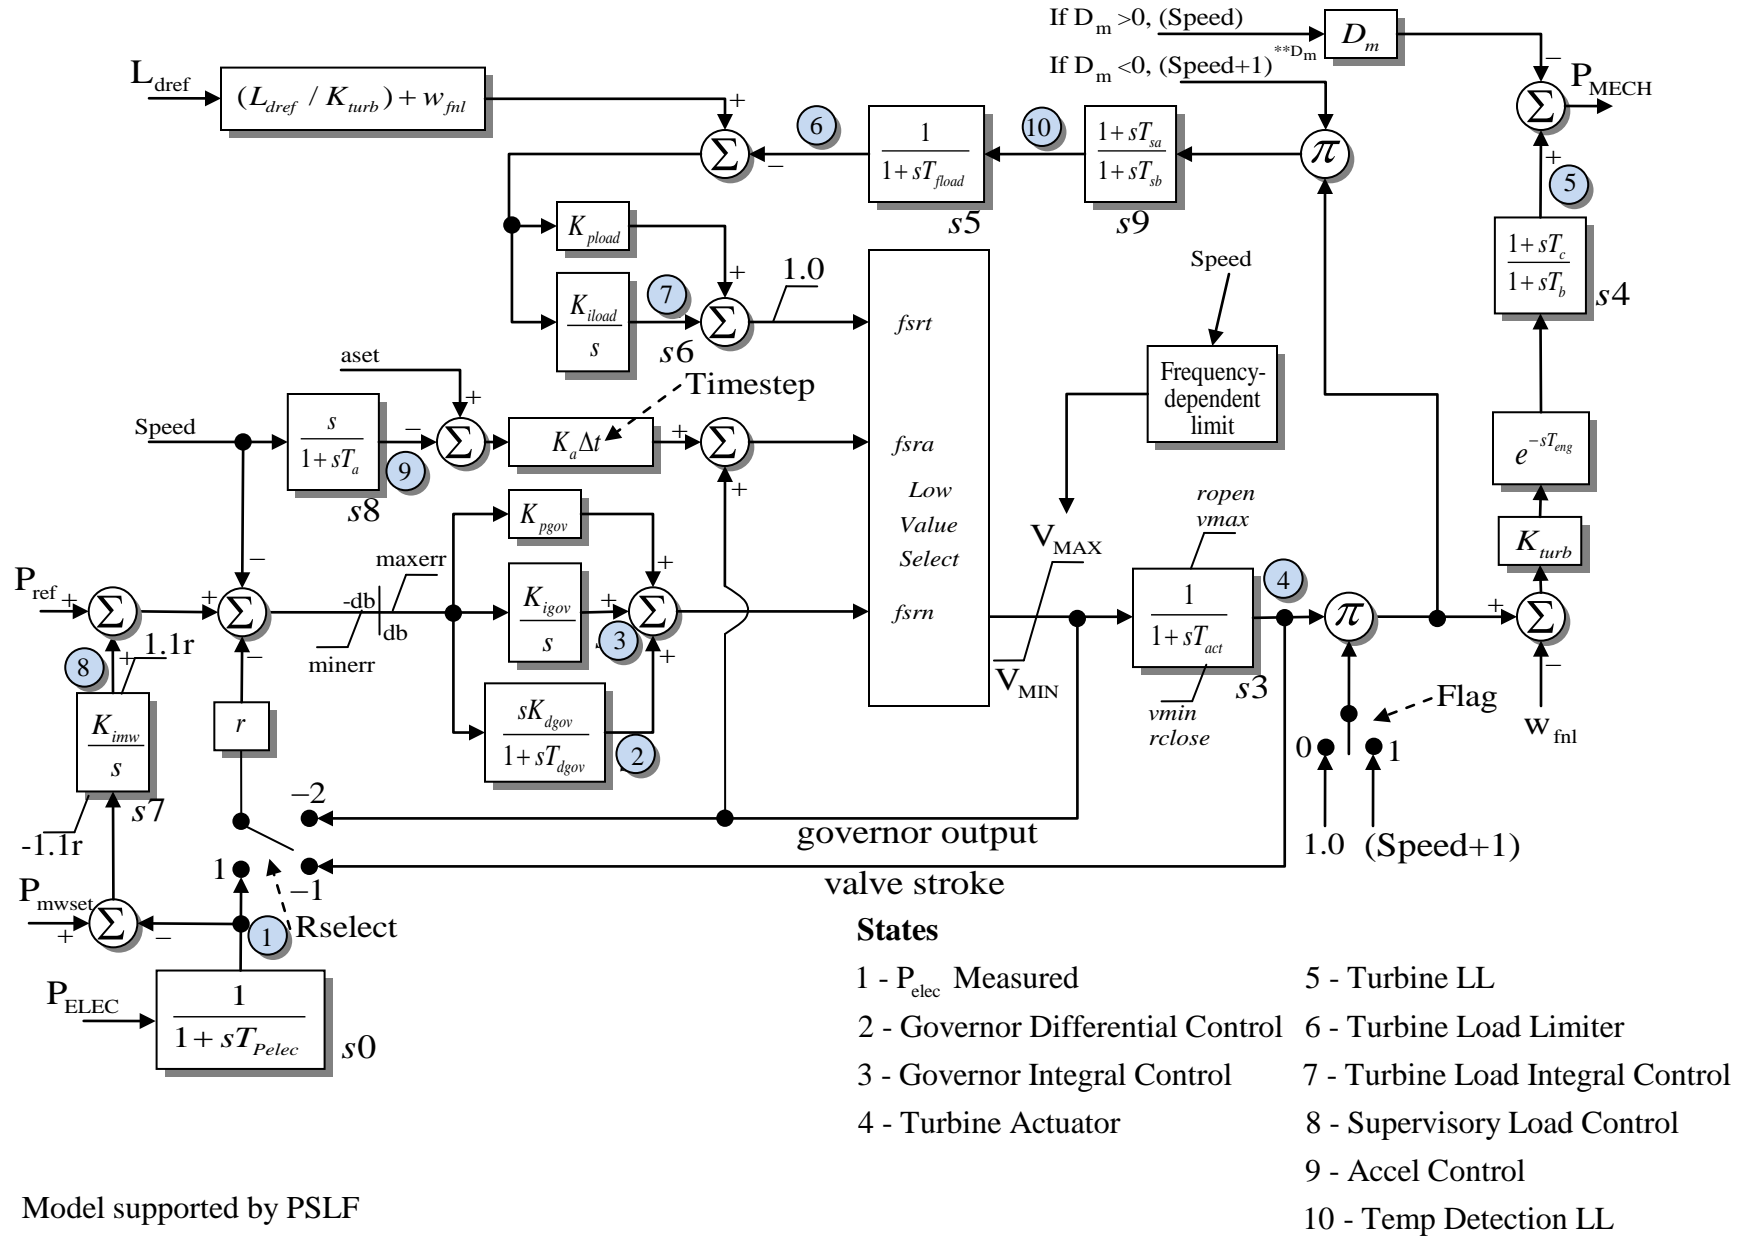 If D_m >0, (Speed)
D_m
If D_m <0, (Speed+1)^**D_m
−
P_MECH
L_dref
(L_dref / K_turb) + w_fnl
+
Σ
−
6
1 / (1 + sT_fload)
s5
10
(1 + sT_sa) / (1 + sT_sb)
s9
π
Σ
+
5
(1 + sT_c) / (1 + sT_b)
s4
K_pload
+
K_iload / s
7
s6
Σ
1.0
fsrt
Speed
Frequency-
dependent
limit
aset
+
Timestep
Speed
s / (1 + sT_a)
s8
−
9
Σ
K_a Δt
+
Σ
+
fsra
Low
Value
Select
fsrn
e^−sT_eng
K_turb
P_ref
+
Σ
+
8
1.1r
K_imw / s
s7
-1.1r
−
+
Σ
−
-db
db
maxerr
minerr
K_pgov
+
K_igov / s
+
3
Σ
+
sK_dgov / (1 + sT_dgov)
2
V_MAX
V_MIN
ropen
vmax
1 / (1 + sT_act)
s3
vmin
rclose
4
π
+
Σ
−
w_fnl
Flag
0
1
1.0
(Speed+1)
r
−2
governor output
1
−1
valve stroke
Rselect
P_mwset
+
Σ
−
1
P_ELEC
1 / (1 + sT_Pelec)
s0
States
1 - P_elec Measured
2 - Governor Differential Control
3 - Governor Integral Control
4 - Turbine Actuator
5 - Turbine LL
6 - Turbine Load Limiter
7 - Turbine Load Integral Control
8 - Supervisory Load Control
9 - Accel Control
10 - Temp Detection LL
Model supported by PSLF